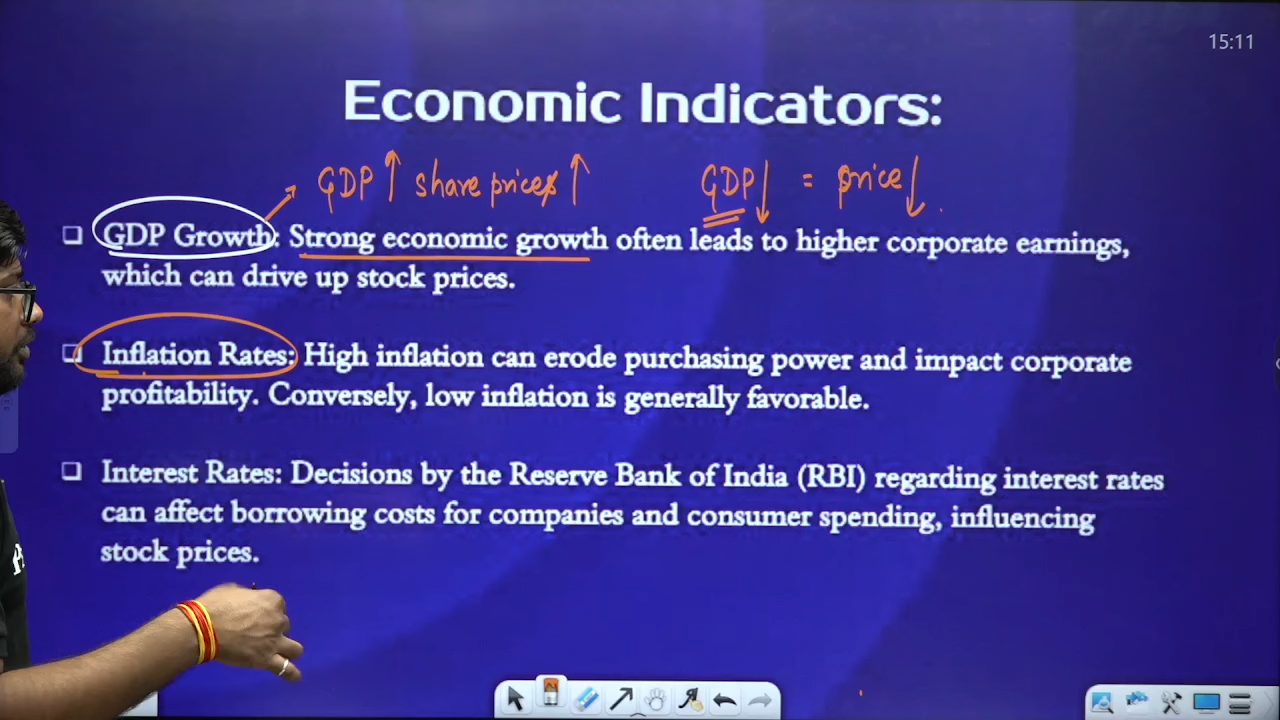 15:11
Economic Indicators:
GDP ↑ share prices ↑ GDP ↓ = price ↓
❑ GDP Growth: Strong economic growth often leads to higher corporate earnings,
which can drive up stock prices.
❑ Inflation Rates: High inflation can erode purchasing power and impact corporate
profitability. Conversely, low inflation is generally favorable.
❑ Interest Rates: Decisions by the Reserve Bank of India (RBI) regarding interest rates
can affect borrowing costs for companies and consumer spending, influencing
stock prices.